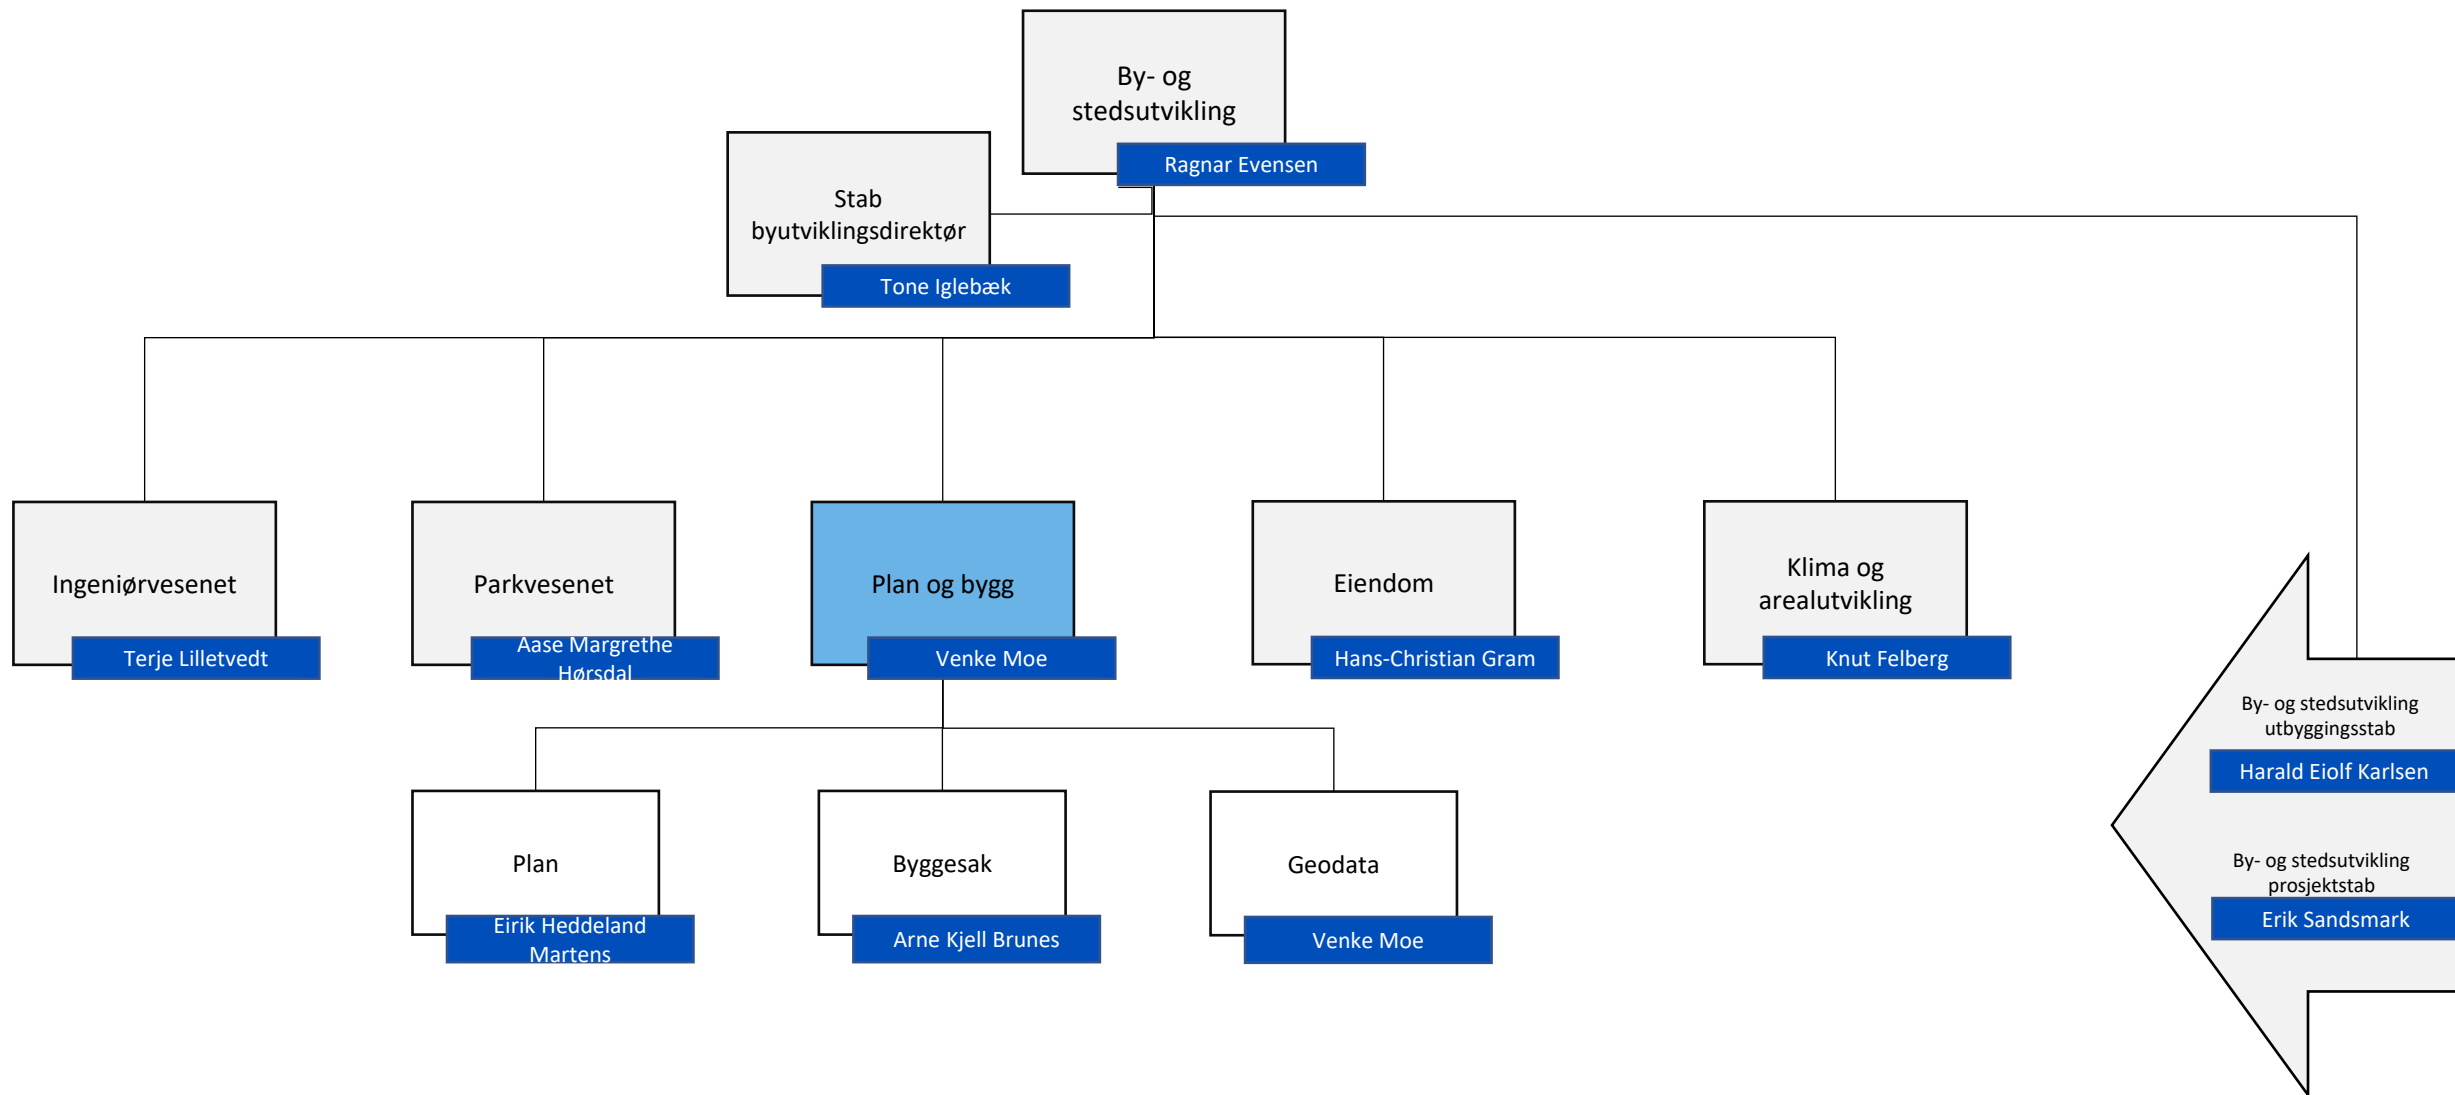 By- og
stedsutvikling
Ragnar Evensen
Stab
byutviklingsdirektør
Tone Iglebæk
Ingeniørvesenet
Terje Lilletvedt
Parkvesenet
Aase Margrethe
Hørsdal
Plan og bygg
Venke Moe
Eiendom
Hans-Christian Gram
Klima og
arealutvikling
Knut Felberg
By- og stedsutvikling
utbyggingsstab
Harald Eiolf Karlsen
By- og stedsutvikling
prosjektstab
Erik Sandsmark
Plan
Eirik Heddeland
Martens
Byggesak
Arne Kjell Brunes
Geodata
Venke Moe